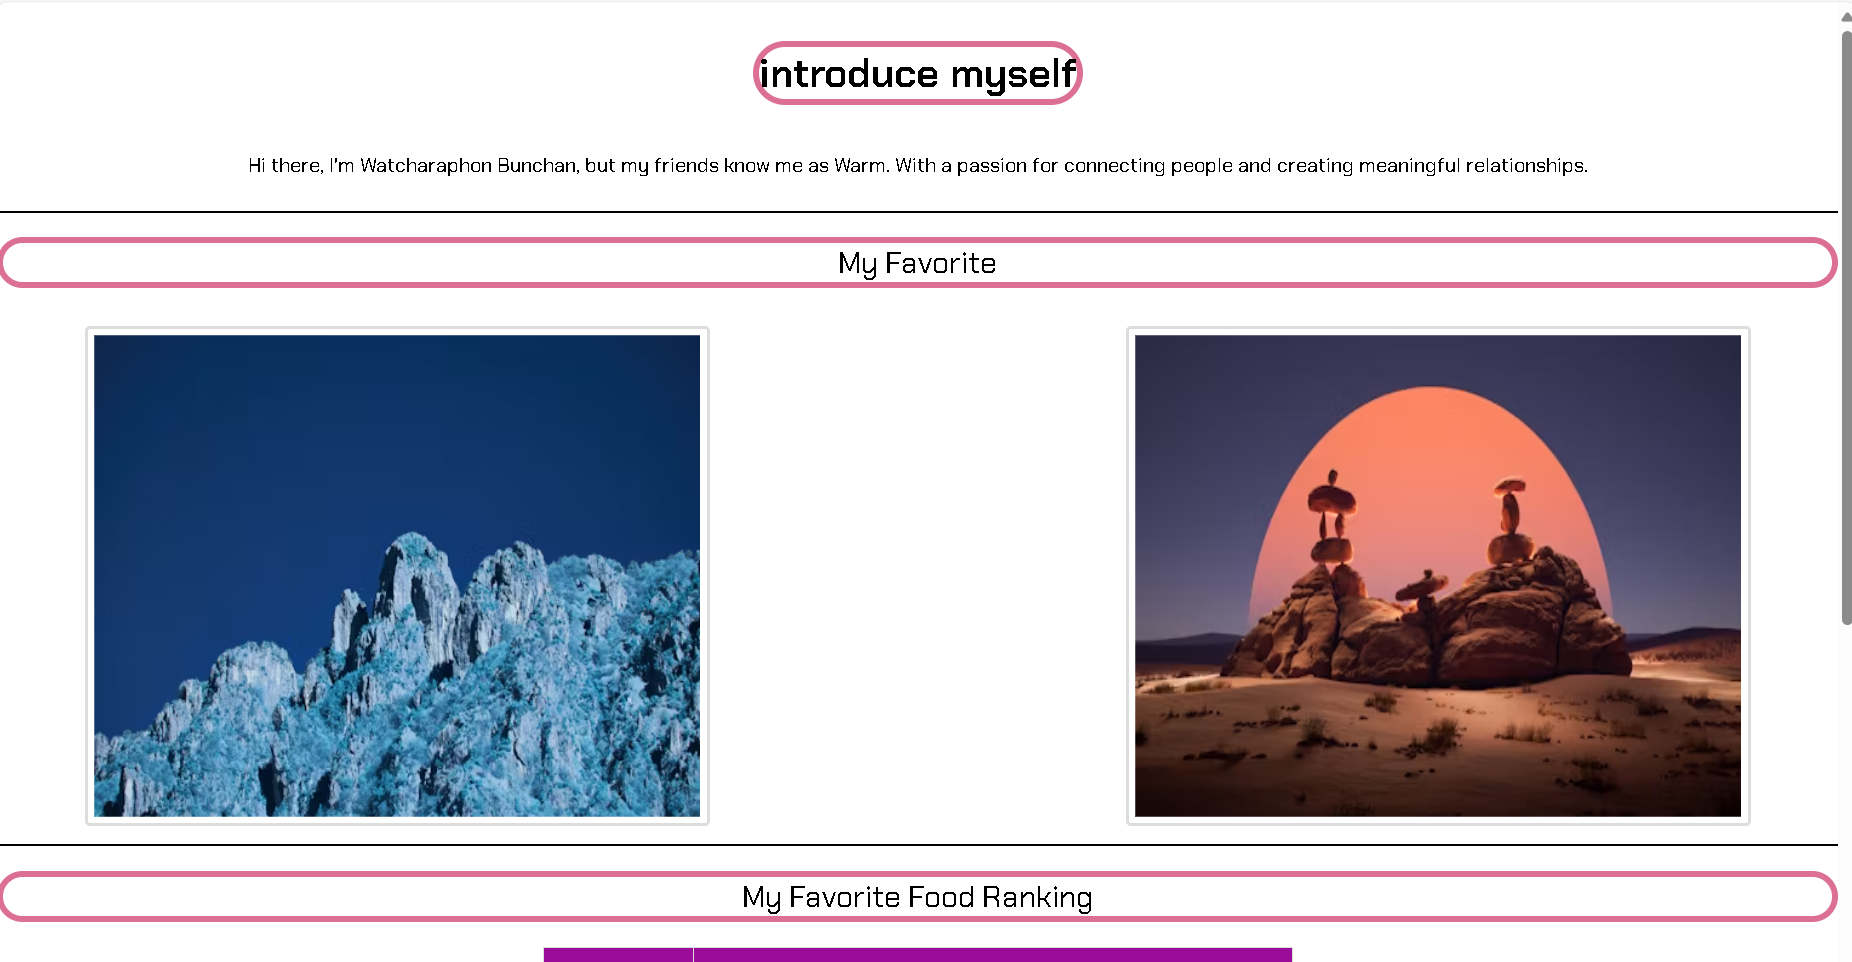 introduce myself
Hi there, I'm Watcharaphon Bunchan, but my friends know me as Warm. With a passion for connecting people and creating meaningful relationships.
My Favorite
My Favorite Food Ranking